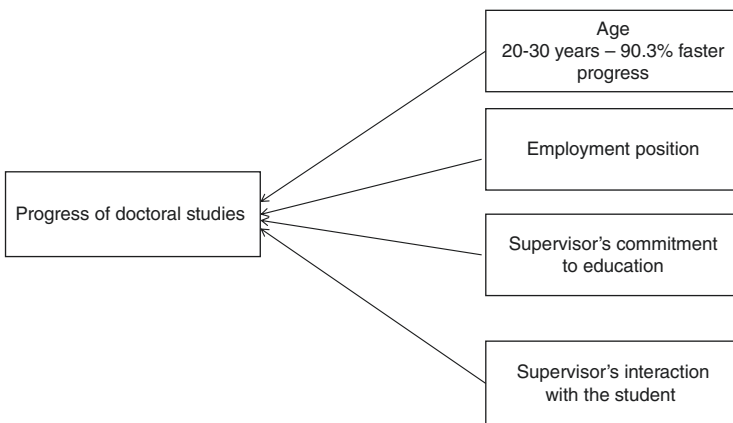 Age
20-30 years – 90.3% faster
progress
Employment position
Progress of doctoral studies
Supervisor’s commitment
to education
Supervisor’s interaction
with the student